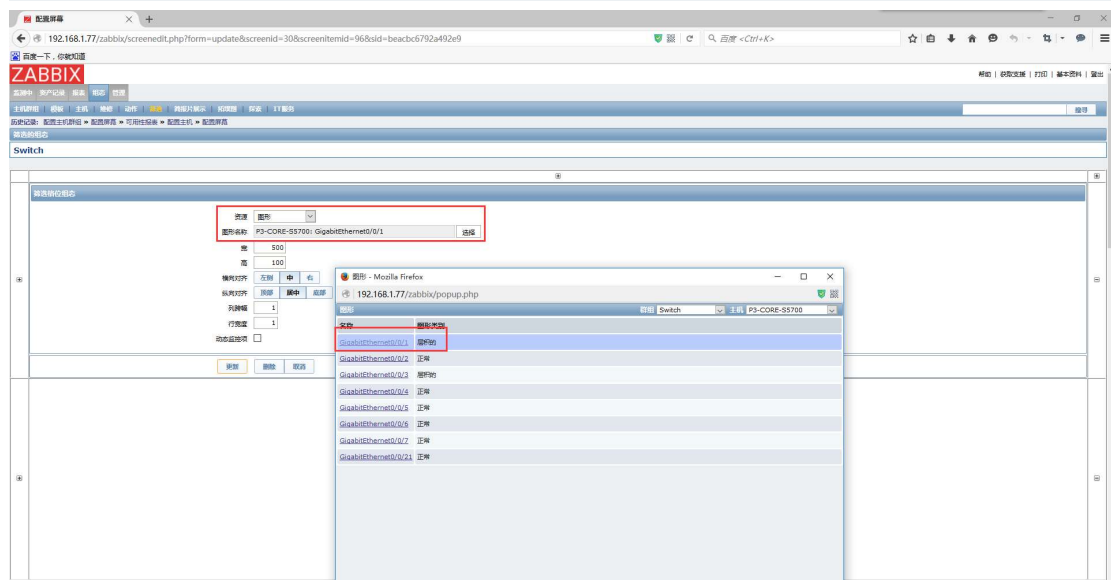 配置屏幕
192.168.1.77/zabbix/screenedit.php?form=update&screenid=30&screenitemid=96&sid=beacbc6792a492e9
百度 <Ctrl+K>
百度一下，你就知道
ZABBIX
帮助 | 获取支援 | 打印 | 基本资料 | 登出
监测中 资产记录 报表 组态 管理
主机群组 | 模板 | 主机 | 维修 | 动作 | 筛选 | 简报片展示 | 拓扑图 | 探索 | IT服务
搜寻
历史记录: 配置主机群组 » 配置屏幕 » 可用性报表 » 配置主机 » 配置屏幕
筛选的组态
Switch
筛选格位组态
资源 图形
图形名称 P3-CORE-S5700: GigabitEthernet0/0/1 选择
宽 500
高 100
横向对齐 左侧 中 右
纵向对齐 顶部 居中 底部
列跨幅 1
行宽度 1
动态监控项
更新 删除 取消
图形 - Mozilla Firefox
192.168.1.77/zabbix/popup.php
图形 群组 Switch 主机 P3-CORE-S5700
名称 图形类别
GigabitEthernet0/0/1 层积的
GigabitEthernet0/0/2 正常
GigabitEthernet0/0/3 层积的
GigabitEthernet0/0/4 正常
GigabitEthernet0/0/5 正常
GigabitEthernet0/0/6 正常
GigabitEthernet0/0/7 正常
GigabitEthernet0/0/21 正常